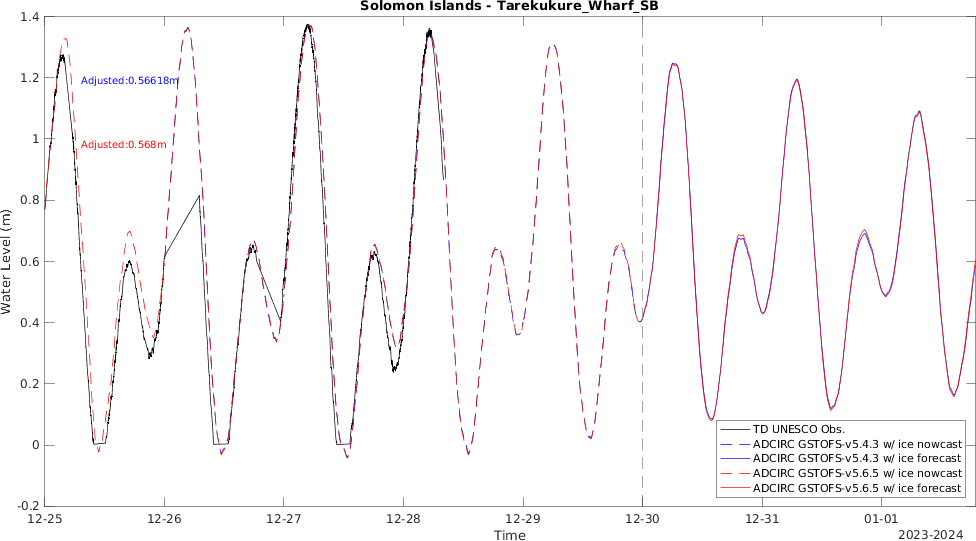 Solomon Islands - Tarekukure_Wharf_SB
1.4
1.2
1
0.8
0.6
0.4
0.2
0
-0.2
Water Level (m)
Adjusted:0.56618m
Adjusted:0.568m
TD UNESCO Obs.
ADCIRC GSTOFS-v5.4.3 w/ ice nowcast
ADCIRC GSTOFS-v5.4.3 w/ ice forecast
ADCIRC GSTOFS-v5.6.5 w/ ice nowcast
ADCIRC GSTOFS-v5.6.5 w/ ice forecast
12-25 12-26 12-27 12-28 12-29 12-30 12-31 01-01
Time
2023-2024